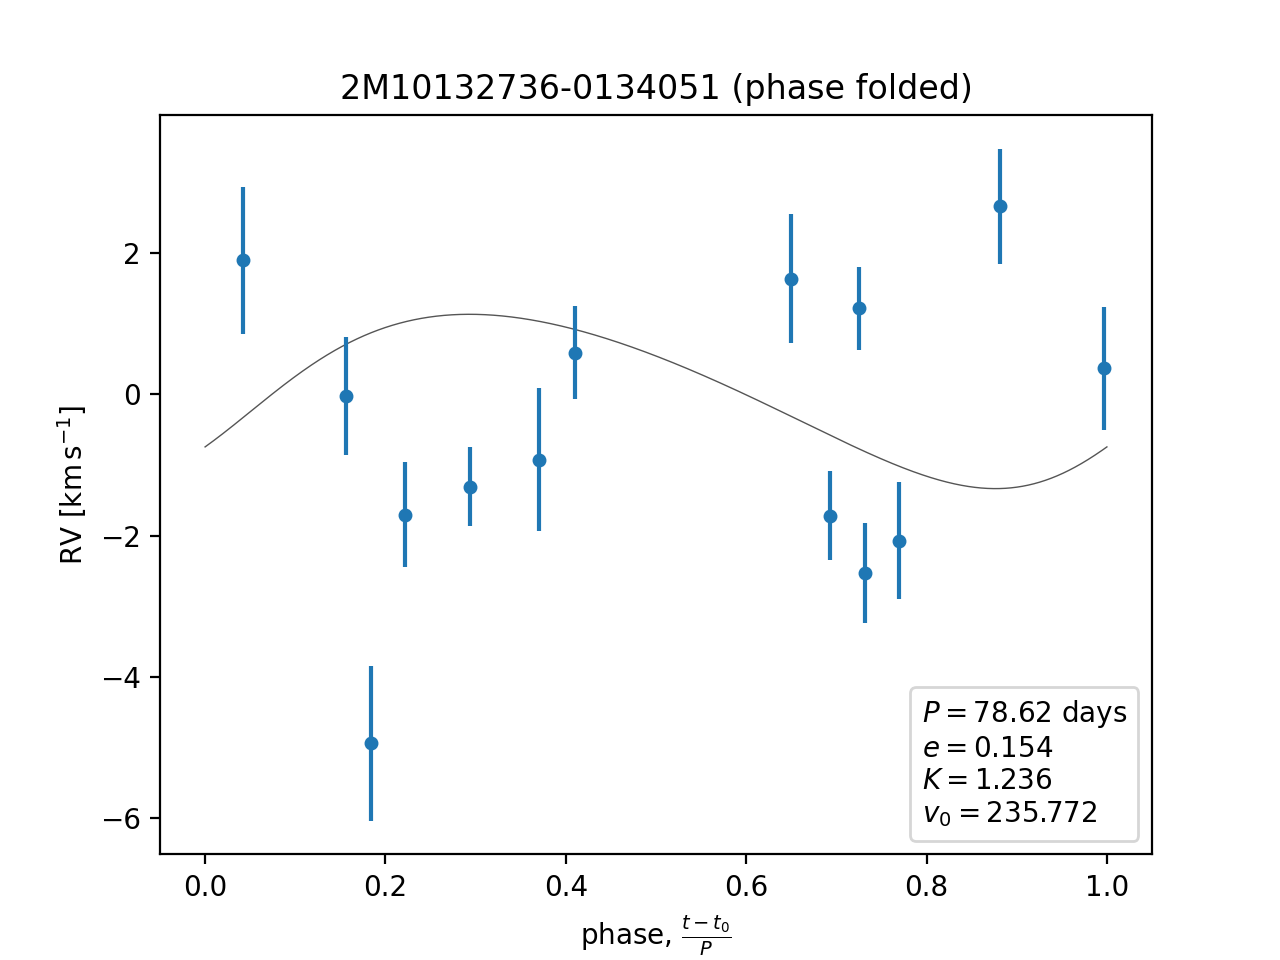 2M10132736-0134051 (phase folded)
RV [km s⁻¹]
2
0
−2
−4
−6
0.0 0.2 0.4 0.6 0.8 1.0
phase, (t − t₀)/P
P = 78.62 days
e = 0.154
K = 1.236
v₀ = 235.772